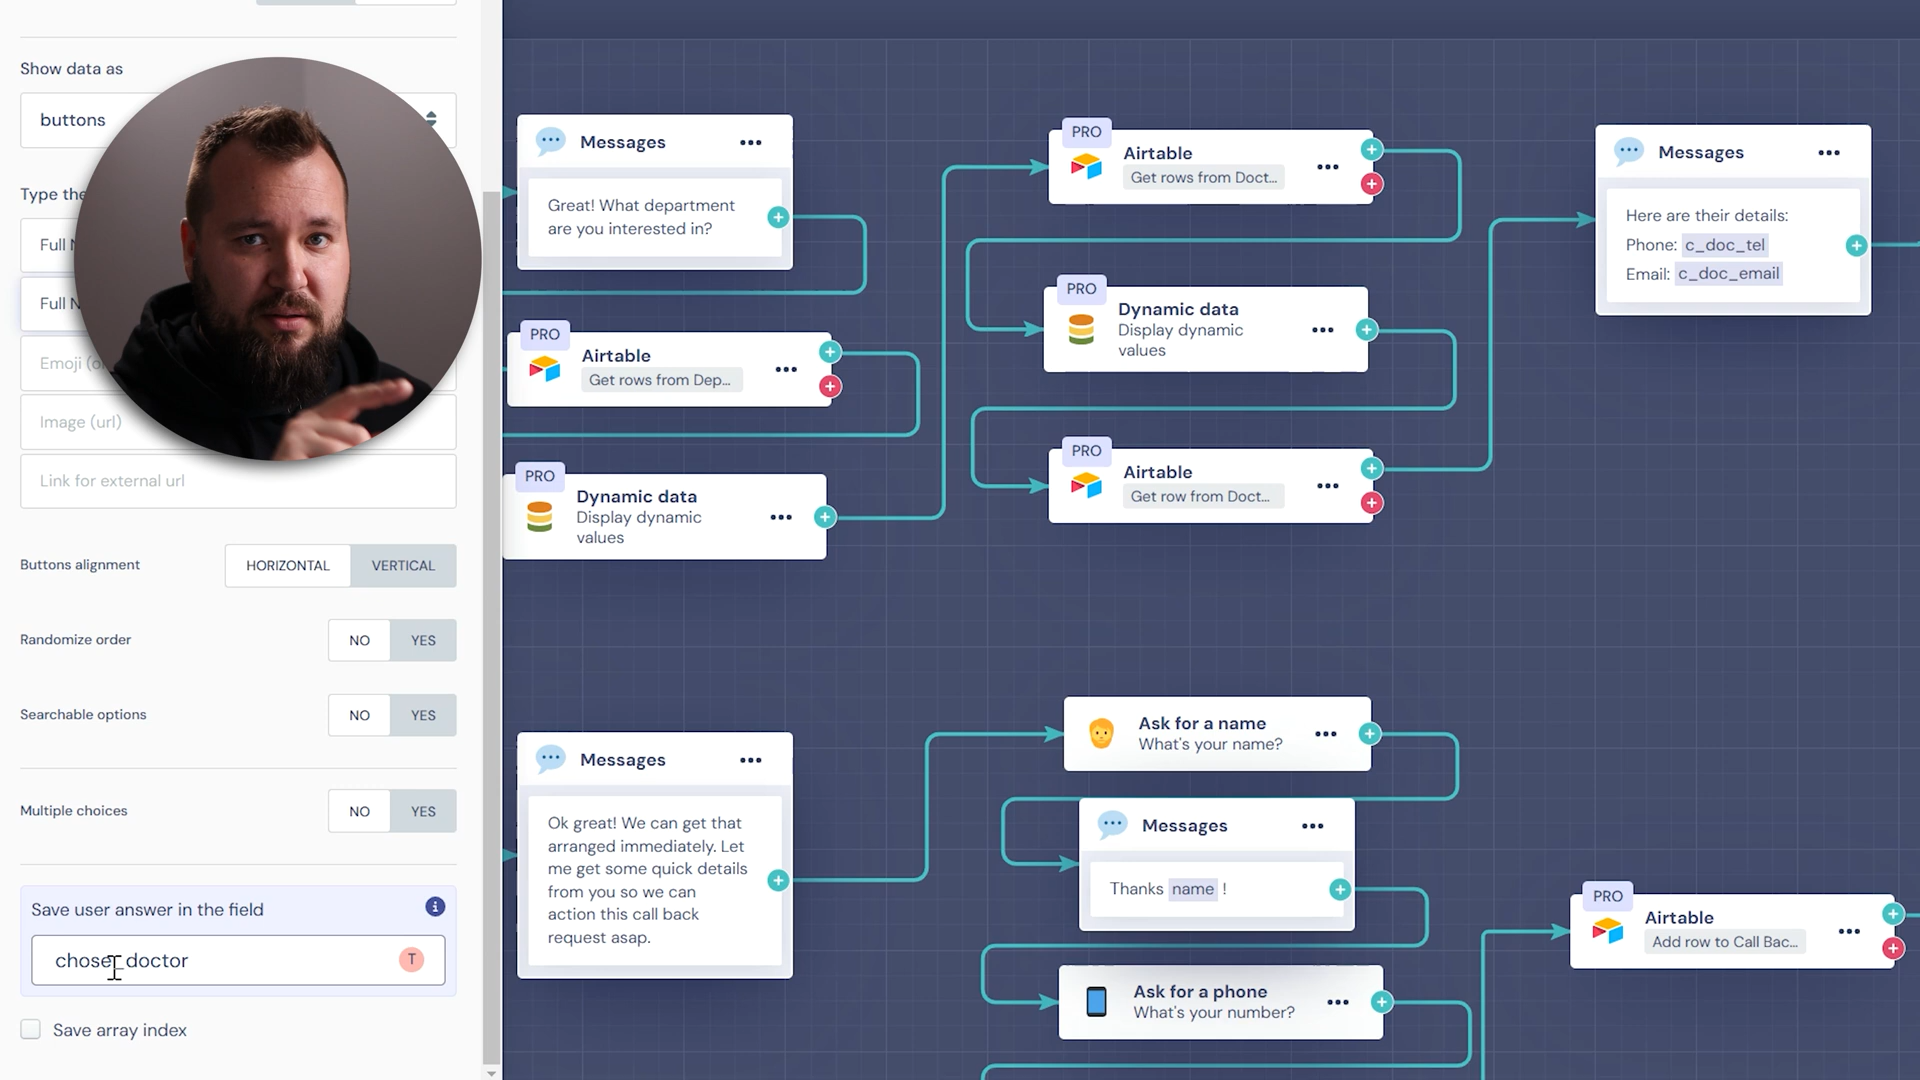 Show data as
buttons
Type the
Full N
Full N
Emoji (o
Image (url)
Link for external url
Buttons alignment
HORIZONTAL
VERTICAL
Randomize order
NO
YES
Searchable options
NO
YES
Multiple choices
NO
YES
Save user answer in the field
i
chose_doctor
T
Save array index
Messages
Great! What department
are you interested in?
PRO
Airtable
Get rows from Dep...
PRO
Dynamic data
Display dynamic
values
PRO
Airtable
Get rows from Doct...
PRO
Dynamic data
Display dynamic
values
PRO
Airtable
Get row from Doct...
Messages
Here are their details:
Phone: c_doc_tel
Email: c_doc_email
Messages
Ok great! We can get that
arranged immediately. Let
me get some quick details
from you so we can
action this call back
request asap.
Ask for a name
What's your name?
Messages
Thanks name !
Ask for a phone
What's your number?
PRO
Airtable
Add row to Call Bac...